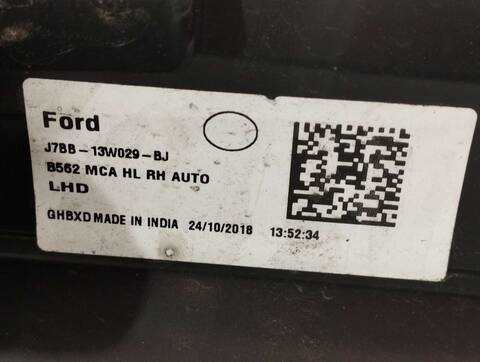 Ford
J7BB-13W029-BJ
B562 MCA HL RH AUTO
LHD
GHBXD MADE IN INDIA 24/10/2018 13:52:34